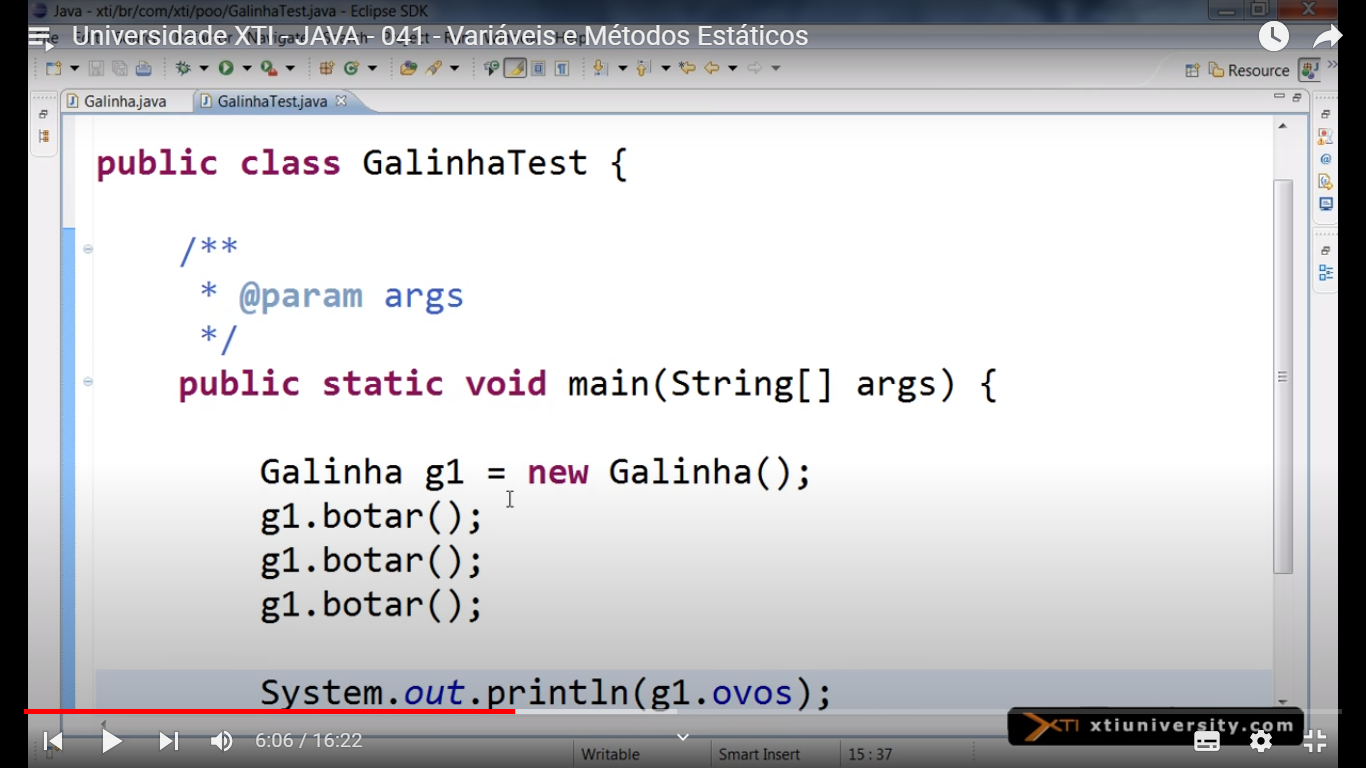 Java - xti/br/com/xti/poo/GalinhaTest.java - Eclipse SDK
Universidade XTI - JAVA - 041 - Variáveis e Métodos Estáticos
Resource
Galinha.java
GalinhaTest.java
public class GalinhaTest {
/**
* @param args
*/
public static void main(String[] args) {
Galinha g1 = new Galinha();
g1.botar();
g1.botar();
g1.botar();
System.out.println(g1.ovos);
XTI xtiuniversity.com
6:06 / 16:22
Writable
Smart Insert
15 : 37